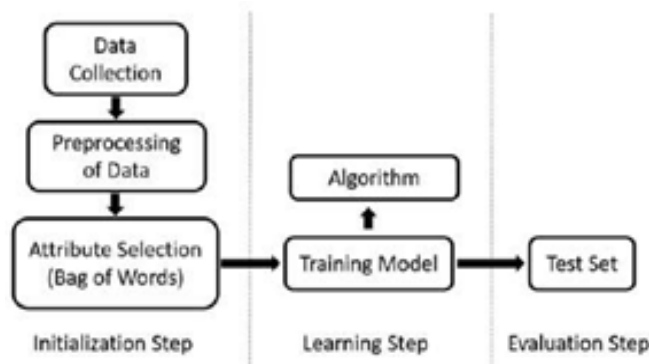 Data
Collection
Preprocessing
of Data
Attribute Selection
(Bag of Words)
Initialization Step
Algorithm
Training Model
Learning Step
Test Set
Evaluation Step